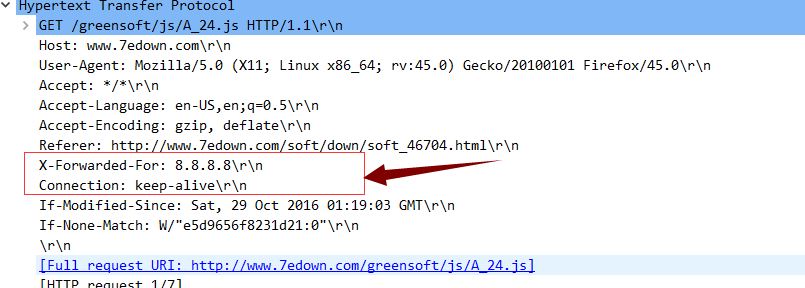 Hypertext Transfer Protocol
GET /greensoft/js/A_24.js HTTP/1.1\r\n
Host: www.7edown.com\r\n
User-Agent: Mozilla/5.0 (X11; Linux x86_64; rv:45.0) Gecko/20100101 Firefox/45.0\r\n
Accept: */*\r\n
Accept-Language: en-US,en;q=0.5\r\n
Accept-Encoding: gzip, deflate\r\n
Referer: http://www.7edown.com/soft/down/soft_46704.html\r\n
X-Forwarded-For: 8.8.8.8\r\n
Connection: keep-alive\r\n
If-Modified-Since: Sat, 29 Oct 2016 01:19:03 GMT\r\n
If-None-Match: W/"e5d9656f8231d21:0"\r\n
\r\n
[Full request URI: http://www.7edown.com/greensoft/js/A_24.js]
[HTTP request 1/7]